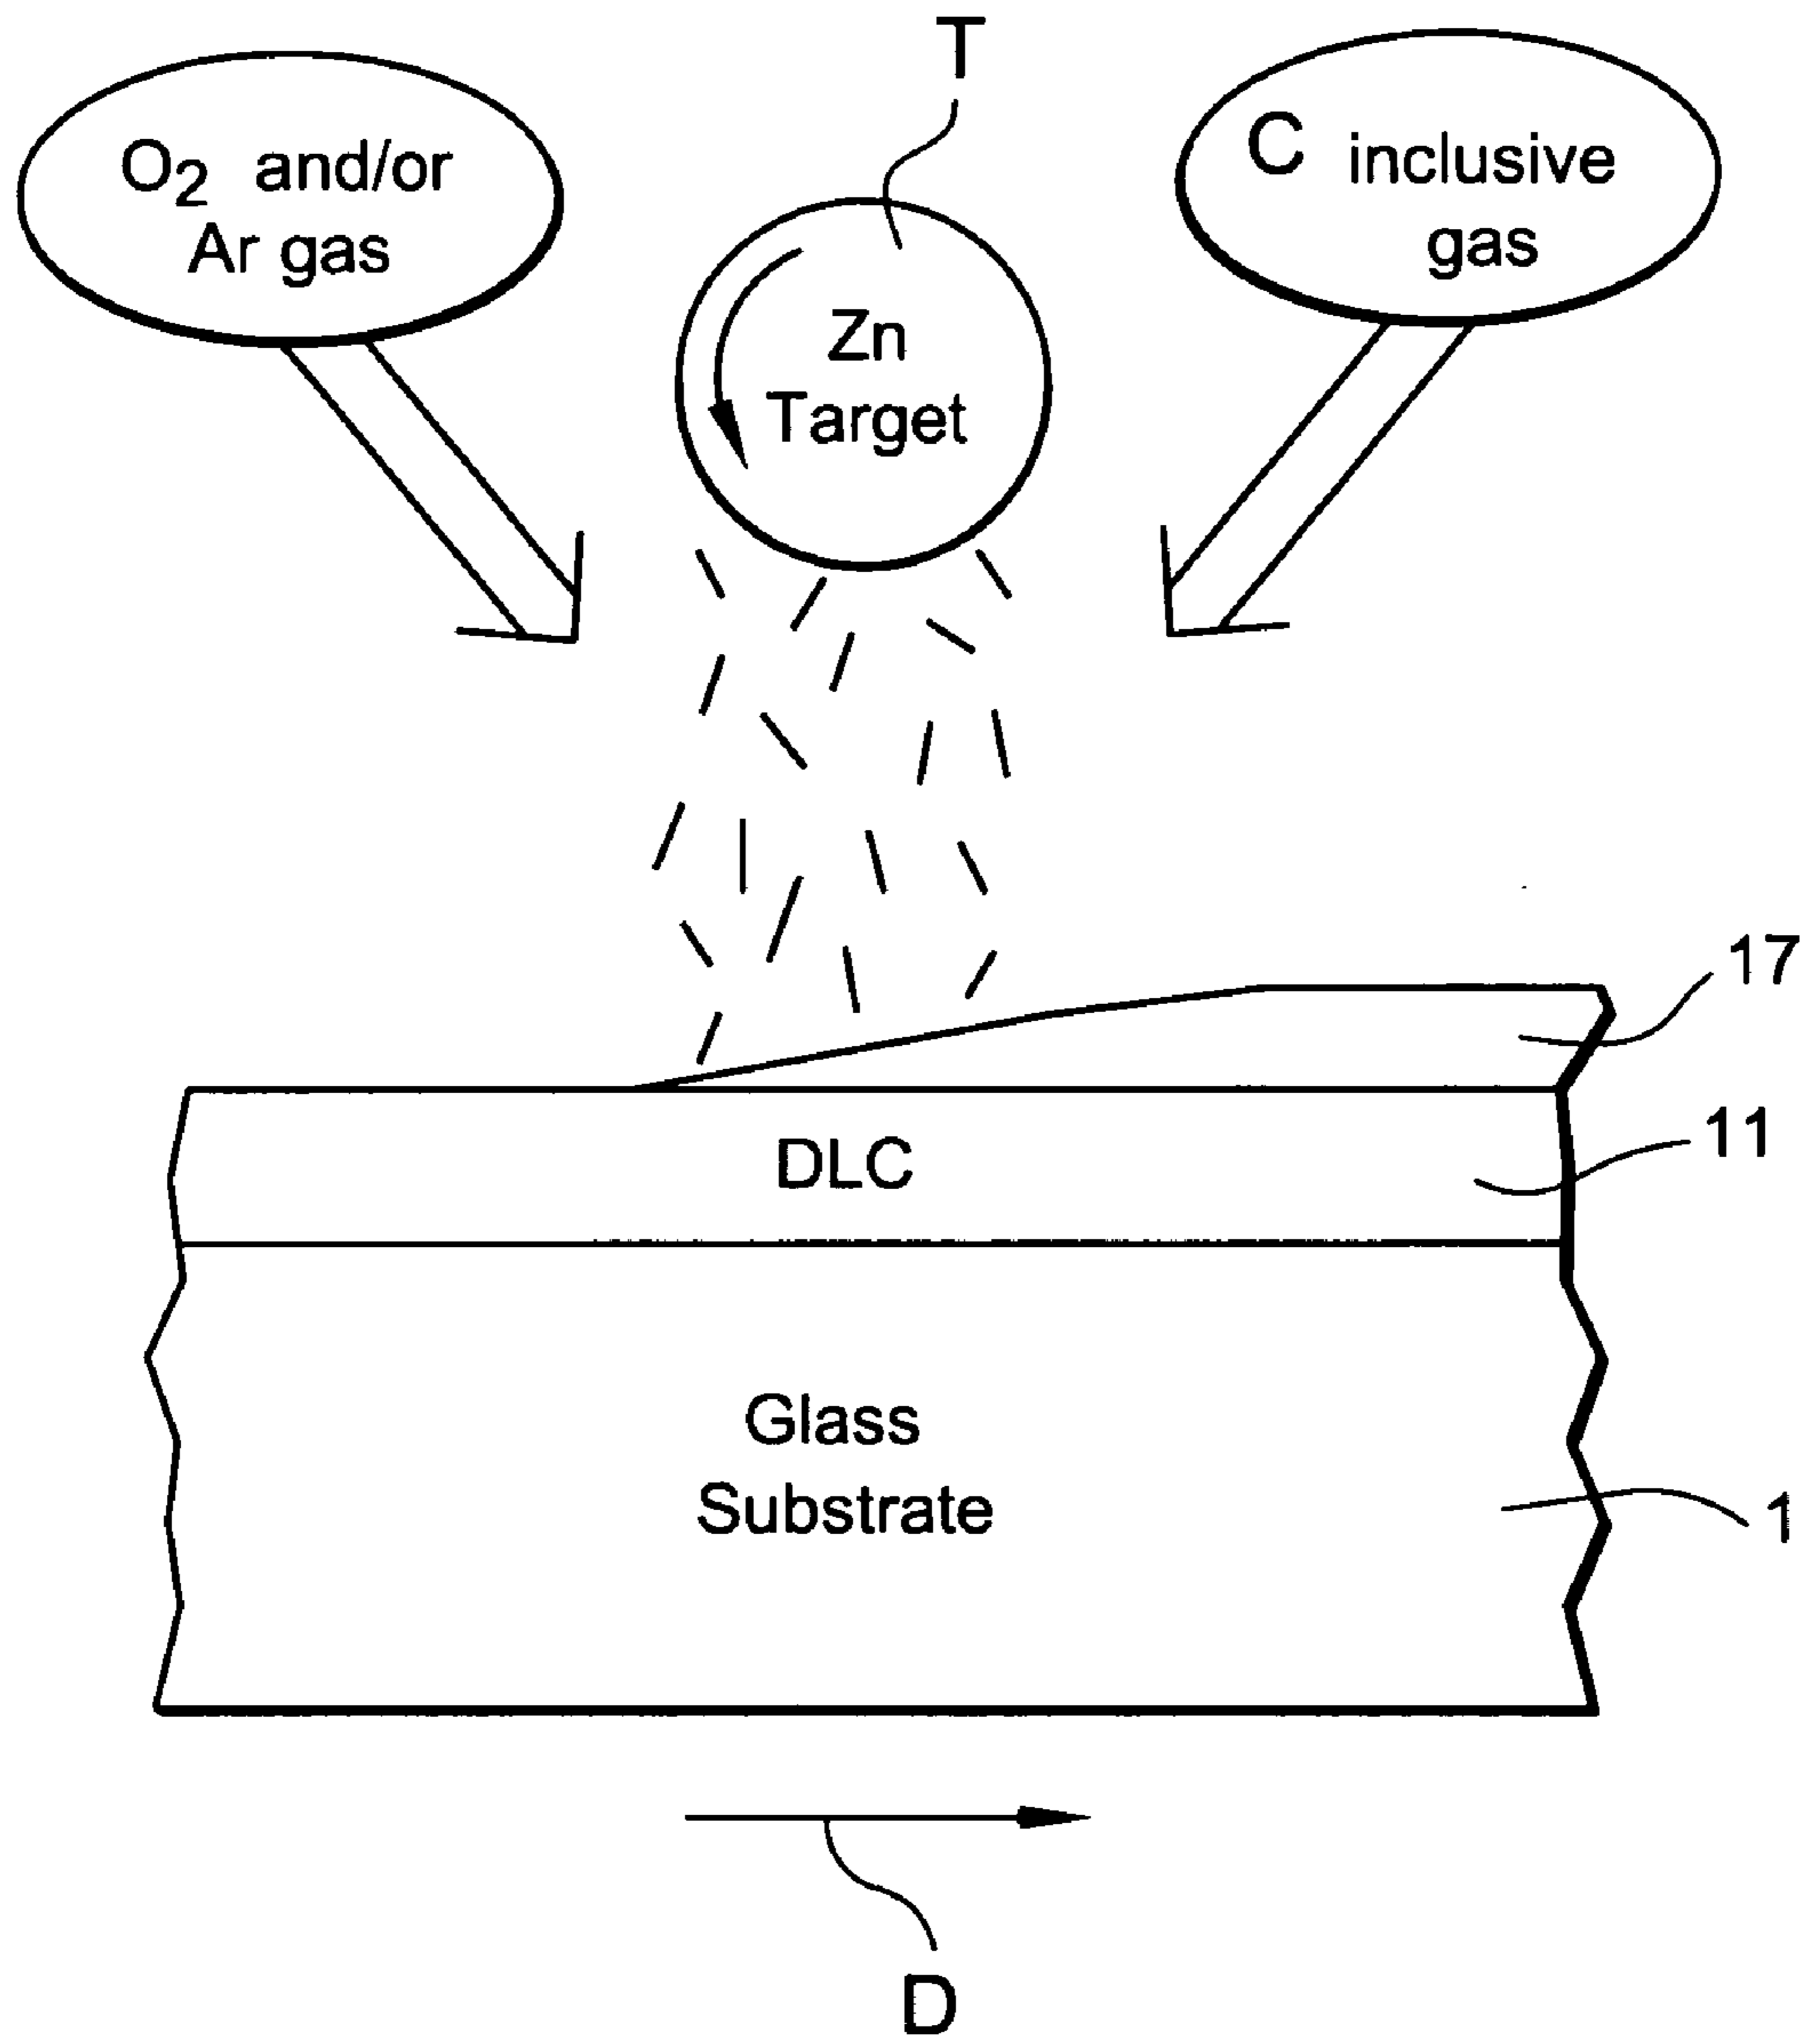 T
O2 and/or
Ar gas
C inclusive
gas
Zn
Target
17
11
DLC
Glass
Substrate
1
D